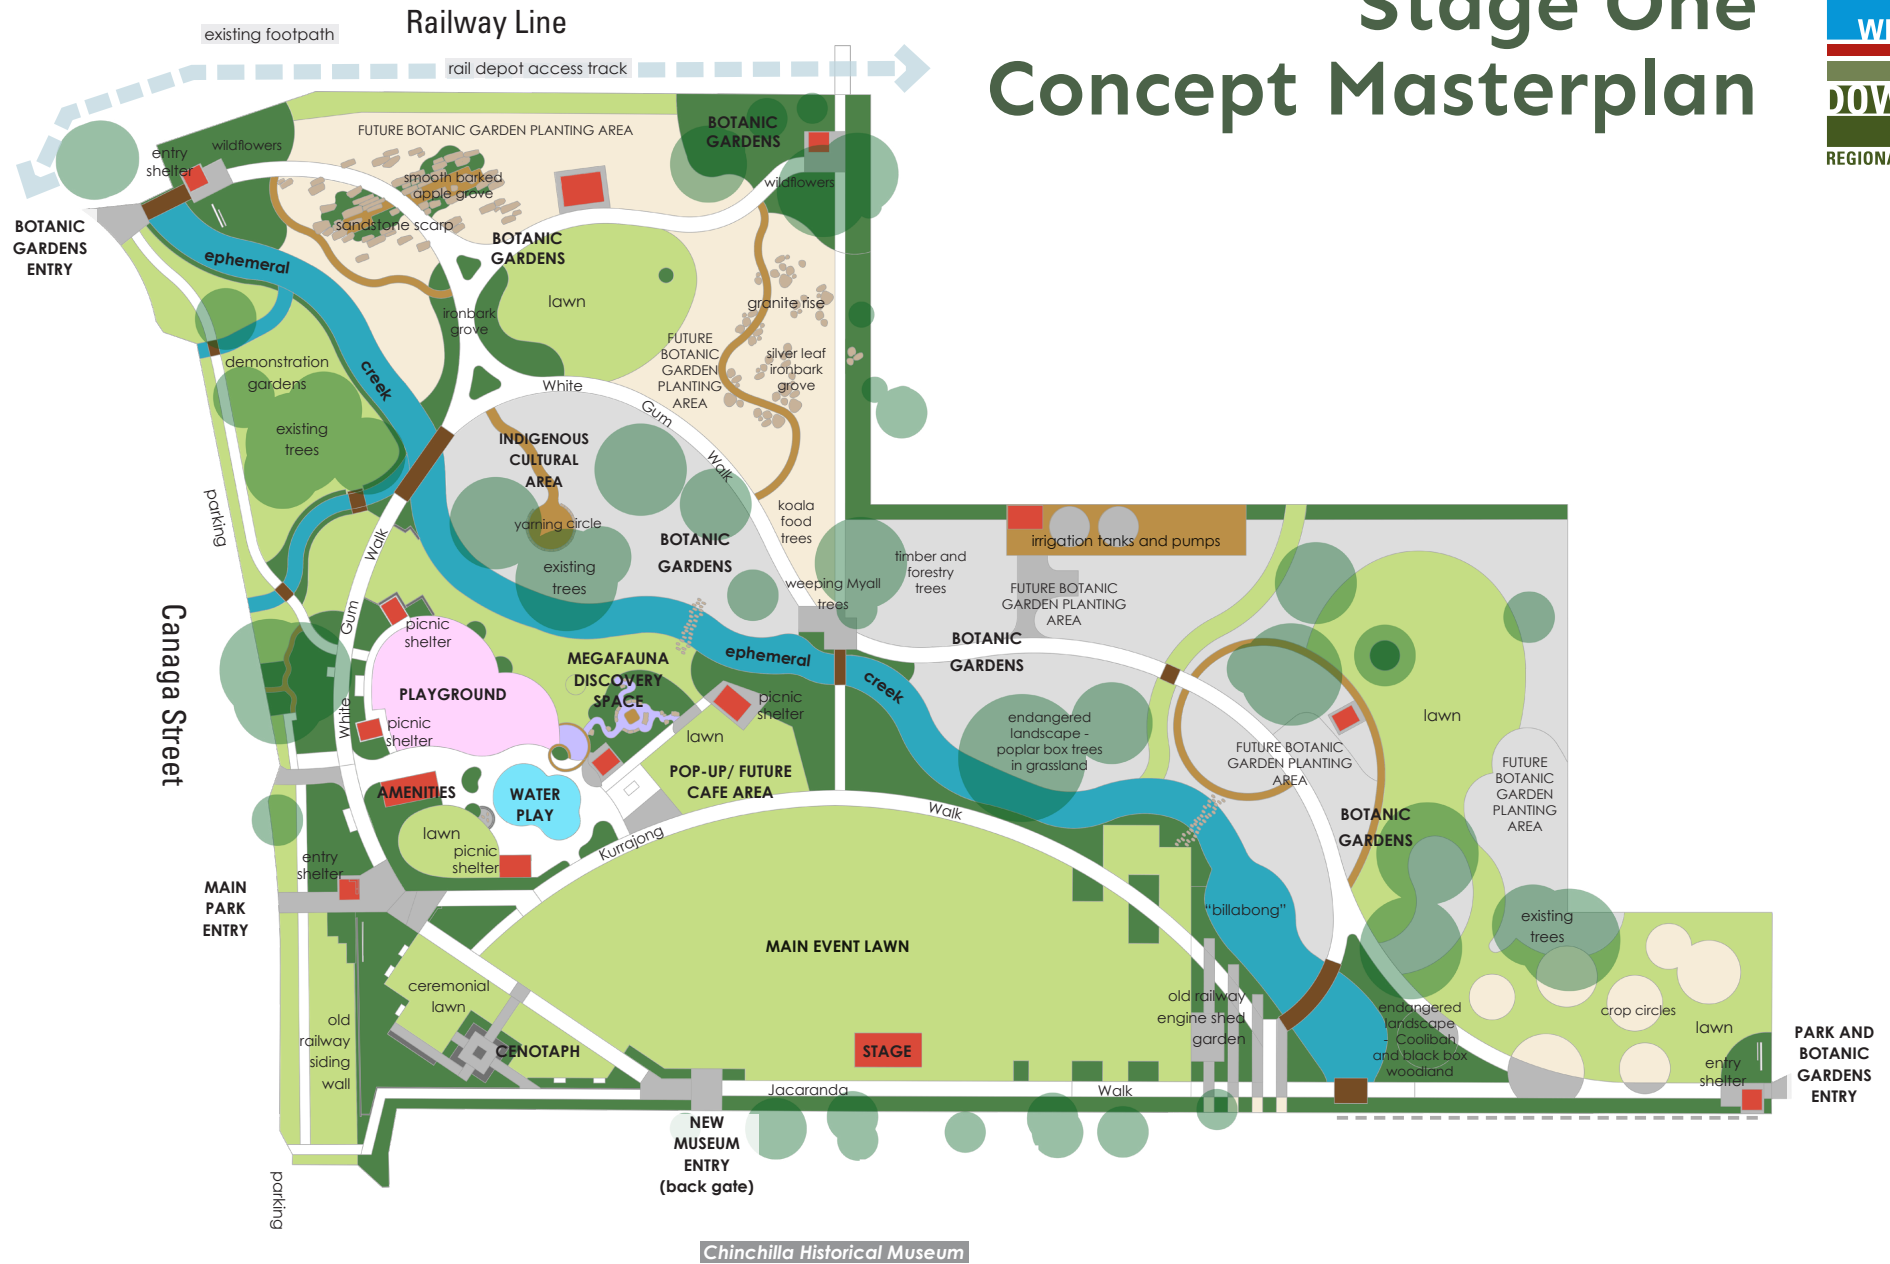 Stage One
Concept Masterplan
WE
DOW
REGIONA
Railway Line
existing footpath
rail depot access track
BOTANIC
GARDENS
ENTRY
entry
shelter
wildflowers
FUTURE BOTANIC GARDEN PLANTING AREA
smooth barked
apple grove
sandstone scarp
BOTANIC
GARDENS
wildflowers
BOTANIC
GARDENS
lawn
ironbark
grove
granite rise
FUTURE
BOTANIC
GARDEN
PLANTING
AREA
silver leaf
ironbark
grove
ephemeral
creek
demonstration
gardens
existing
trees
White
Gum
Walk
INDIGENOUS
CULTURAL
AREA
yarning circle
existing
trees
BOTANIC
GARDENS
koala
food
trees
weeping Myall
trees
timber and
forestry
trees
irrigation tanks and pumps
FUTURE BOTANIC
GARDEN PLANTING
AREA
BOTANIC
GARDENS
parking
Canaga Street
Walk
Gum
White
picnic
shelter
PLAYGROUND
picnic
shelter
MEGAFAUNA
DISCOVERY
SPACE
ephemeral
creek
picnic
shelter
lawn
POP-UP/ FUTURE
CAFE AREA
AMENITIES
WATER
PLAY
lawn
picnic
shelter
Kurrajong
Walk
endangered
landscape -
poplar box trees
in grassland
FUTURE BOTANIC
GARDEN PLANTING
AREA
lawn
FUTURE
BOTANIC
GARDEN
PLANTING
AREA
BOTANIC
GARDENS
entry
shelter
MAIN
PARK
ENTRY
MAIN EVENT LAWN
"billabong"
existing
trees
ceremonial
lawn
old
railway
siding
wall
CENOTAPH
STAGE
old railway
engine shed
garden
endangered
landscape
- Coolibah
and black box
woodland
crop circles
lawn
entry
shelter
PARK AND
BOTANIC
GARDENS
ENTRY
Jacaranda
Walk
NEW
MUSEUM
ENTRY
(back gate)
parking
Chinchilla Historical Museum